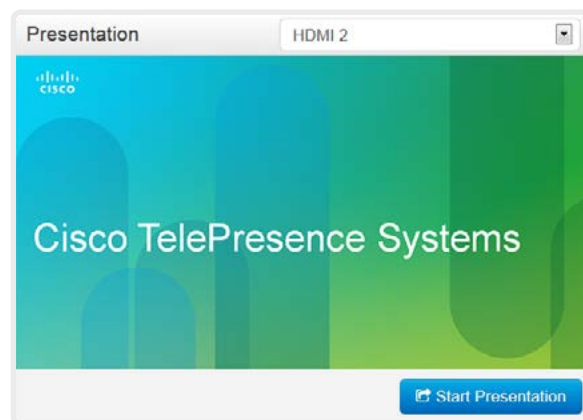 Presentation
HDMI 2
CISCO
Cisco TelePresence Systems
Start Presentation